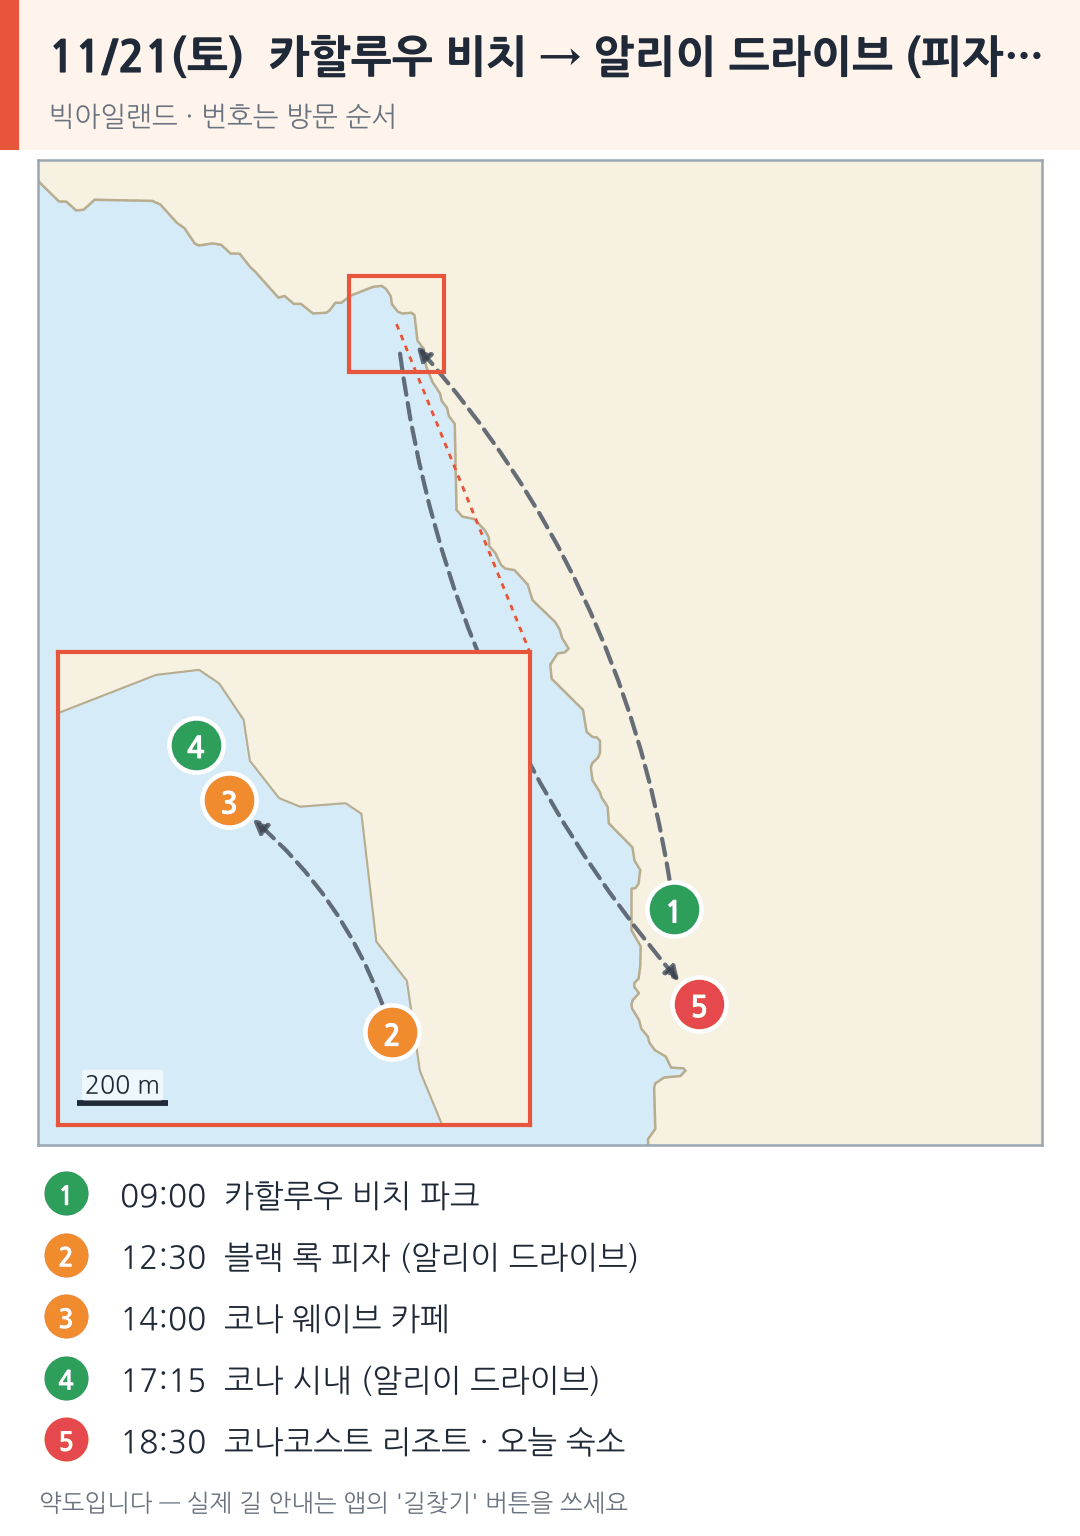 11/21(토) 카할루우 비치 → 알리이 드라이브 (피자…
빅아일랜드 · 번호는 방문 순서
4
3
2
1
5
200 m
1 09:00 카할루우 비치 파크
2 12:30 블랙 록 피자 (알리이 드라이브)
3 14:00 코나 웨이브 카페
4 17:15 코나 시내 (알리이 드라이브)
5 18:30 코나코스트 리조트 · 오늘 숙소
약도입니다 — 실제 길 안내는 앱의 '길찾기' 버튼을 쓰세요